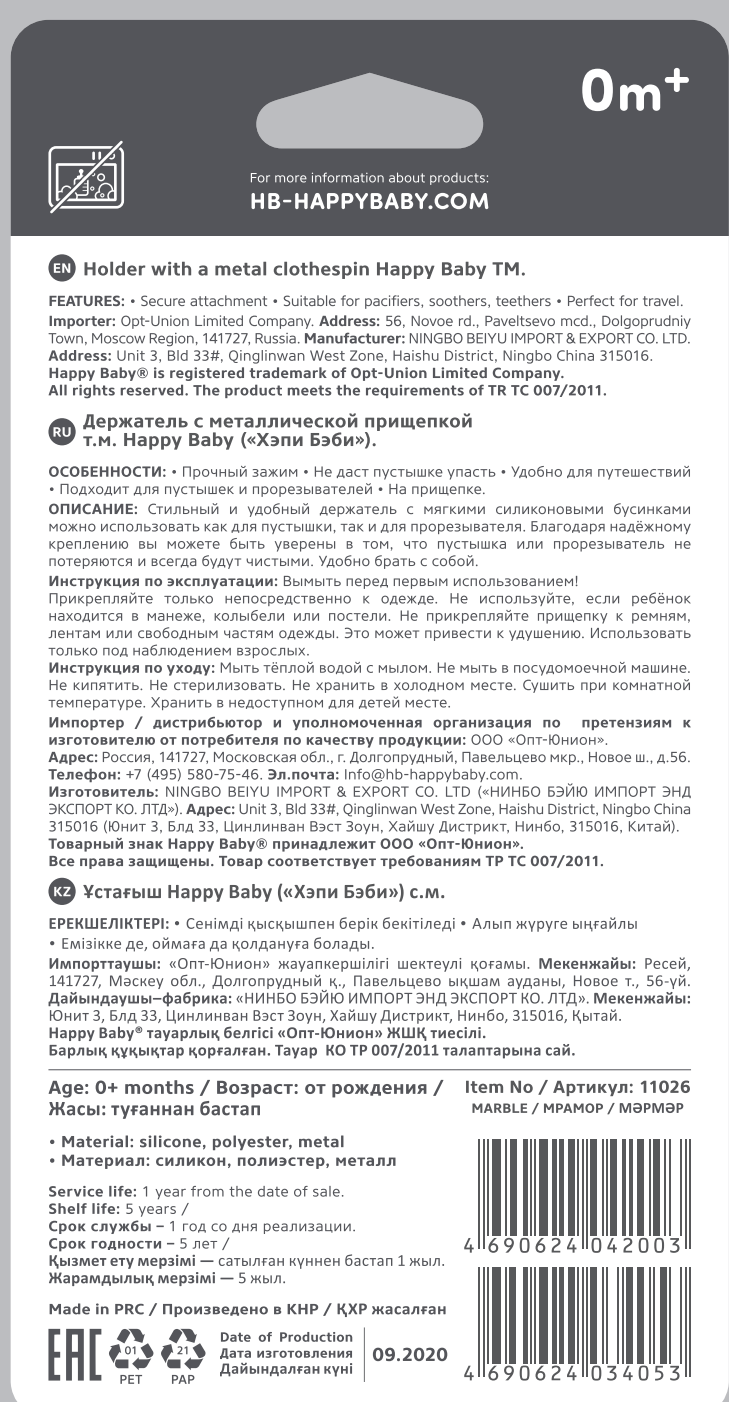 0m+
For more information about products:
HB-HAPPYBABY.COM
EN Holder with a metal clothespin Happy Baby TM.
FEATURES: • Secure attachment • Suitable for pacifiers, soothers, teethers • Perfect for travel.
Importer: Opt-Union Limited Company. Address: 56, Novoe rd., Paveltsevo mcd., Dolgoprudniy
Town, Moscow Region, 141727, Russia. Manufacturer: NINGBO BEIYU IMPORT & EXPORT CO. LTD.
Address: Unit 3, Bld 33#, Qinglinwan West Zone, Haishu District, Ningbo China 315016.
Happy Baby® is registered trademark of Opt-Union Limited Company.
All rights reserved. The product meets the requirements of TR TC 007/2011.
RU Держатель с металлической прищепкой
т.м. Happy Baby («Хэпи Бэби»).
ОСОБЕННОСТИ: • Прочный зажим • Не даст пустышке упасть • Удобно для путешествий
• Подходит для пустышек и прорезывателей • На прищепке.
ОПИСАНИЕ: Стильный и удобный держатель с мягкими силиконовыми бусинками
можно использовать как для пустышки, так и для прорезывателя. Благодаря надёжному
креплению вы можете быть уверены в том, что пустышка или прорезыватель не
потеряются и всегда будут чистыми. Удобно брать с собой.
Инструкция по эксплуатации: Вымыть перед первым использованием!
Прикрепляйте только непосредственно к одежде. Не используйте, если ребёнок
находится в манеже, колыбели или постели. Не прикрепляйте прищепку к ремням,
лентам или свободным частям одежды. Это может привести к удушению. Использовать
только под наблюдением взрослых.
Инструкция по уходу: Мыть тёплой водой с мылом. Не мыть в посудомоечной машине.
Не кипятить. Не стерилизовать. Не хранить в холодном месте. Сушить при комнатной
температуре. Хранить в недоступном для детей месте.
Импортер / дистрибьютор и уполномоченная организация по претензиям к
изготовителю от потребителя по качеству продукции: ООО «Опт-Юнион».
Адрес: Россия, 141727, Московская обл., г. Долгопрудный, Павельцево мкр., Новое ш., д.56.
Телефон: +7 (495) 580-75-46. Эл.почта: Info@hb-happybaby.com.
Изготовитель: NINGBO BEIYU IMPORT & EXPORT CO. LTD («НИНБО БЭЙЮ ИМПОРТ ЭНД
ЭКСПОРТ КО. ЛТД»). Адрес: Unit 3, Bld 33#, Qinglinwan West Zone, Haishu District, Ningbo China
315016 (Юнит 3, Блд 33, Цинлинван Вэст Зоун, Хайшу Дистрикт, Нинбо, 315016, Китай).
Товарный знак Happy Baby® принадлежит ООО «Опт-Юнион».
Все права защищены. Товар соответствует требованиям ТР ТС 007/2011.
KZ Ұстағыш Happy Baby («Хэпи Бэби») с.м.
ЕРЕКШЕЛІКТЕРІ: • Сенімді қысқышпен берік бекітіледі • Алып жүруге ыңғайлы
• Емізікке де, оймаға да қолдануға болады.
Импорттаушы: «Опт-Юнион» жауапкершілігі шектеулі қоғамы. Мекенжайы: Ресей,
141727, Мәскеу обл., Долгопрудный қ., Павельцево ықшам ауданы, Новое т., 56-үй.
Дайындаушы–фабрика: «НИНБО БЭЙЮ ИМПОРТ ЭНД ЭКСПОРТ КО. ЛТД». Мекенжайы:
Юнит 3, Блд 33, Цинлинван Вэст Зоун, Хайшу Дистрикт, Нинбо, 315016, Қытай.
Happy Baby® тауарлық белгісі «Опт-Юнион» ЖШҚ тиесілі.
Барлық құқықтар қорғалған. Тауар КО ТР 007/2011 талаптарына сай.
Age: 0+ months / Возраст: от рождения /
Жасы: туғаннан бастап
Item No / Артикул: 11026
MARBLE / МРАМОР / МӘРМӘР
• Material: silicone, polyester, metal
• Материал: силикон, полиэстер, металл
Service life: 1 year from the date of sale.
Shelf life: 5 years /
Срок службы – 1 год со дня реализации.
Срок годности – 5 лет /
Қызмет ету мерзімі — сатылған күннен бастап 1 жыл.
Жарамдылық мерзімі — 5 жыл.
4 690624 042003
Made in PRC / Произведено в КНР / ҚХР жасалған
EAC
01
PET
21
PAP
Date of Production
Дата изготовления
Дайындалған күні
09.2020
4 690624 034053